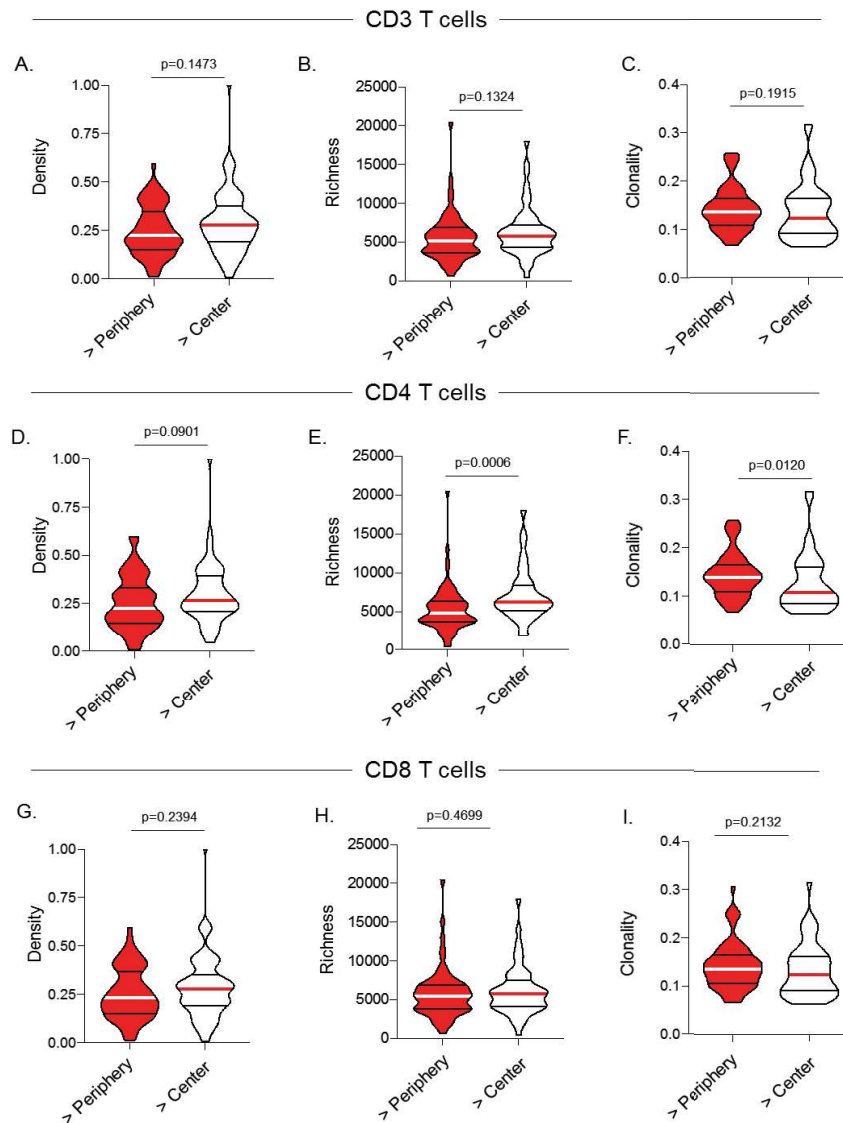 CD3 T cells
A.
p=0.1473
Density
1.00
0.75
0.50
0.25
0.00
> Periphery
> Center
B.
p=0.1324
Richness
25000
20000
15000
10000
5000
0
> Periphery
> Center
C.
p=0.1915
Clonality
0.4
0.3
0.2
0.1
0.0
> Periphery
> Center
CD4 T cells
D.
p=0.0901
Density
1.00
0.75
0.50
0.25
0.00
> Periphery
> Center
E.
p=0.0006
Richness
25000
20000
15000
10000
5000
0
> Periphery
> Center
F.
p=0.0120
Clonality
0.4
0.3
0.2
0.1
0.0
> Periphery
> Center
CD8 T cells
G.
p=0.2394
Density
1.00
0.75
0.50
0.25
0.00
> Periphery
> Center
H.
p=0.4699
Richness
25000
20000
15000
10000
5000
0
> Periphery
> Center
I.
p=0.2132
Clonality
0.4
0.3
0.2
0.1
0.0
> Periphery
> Center